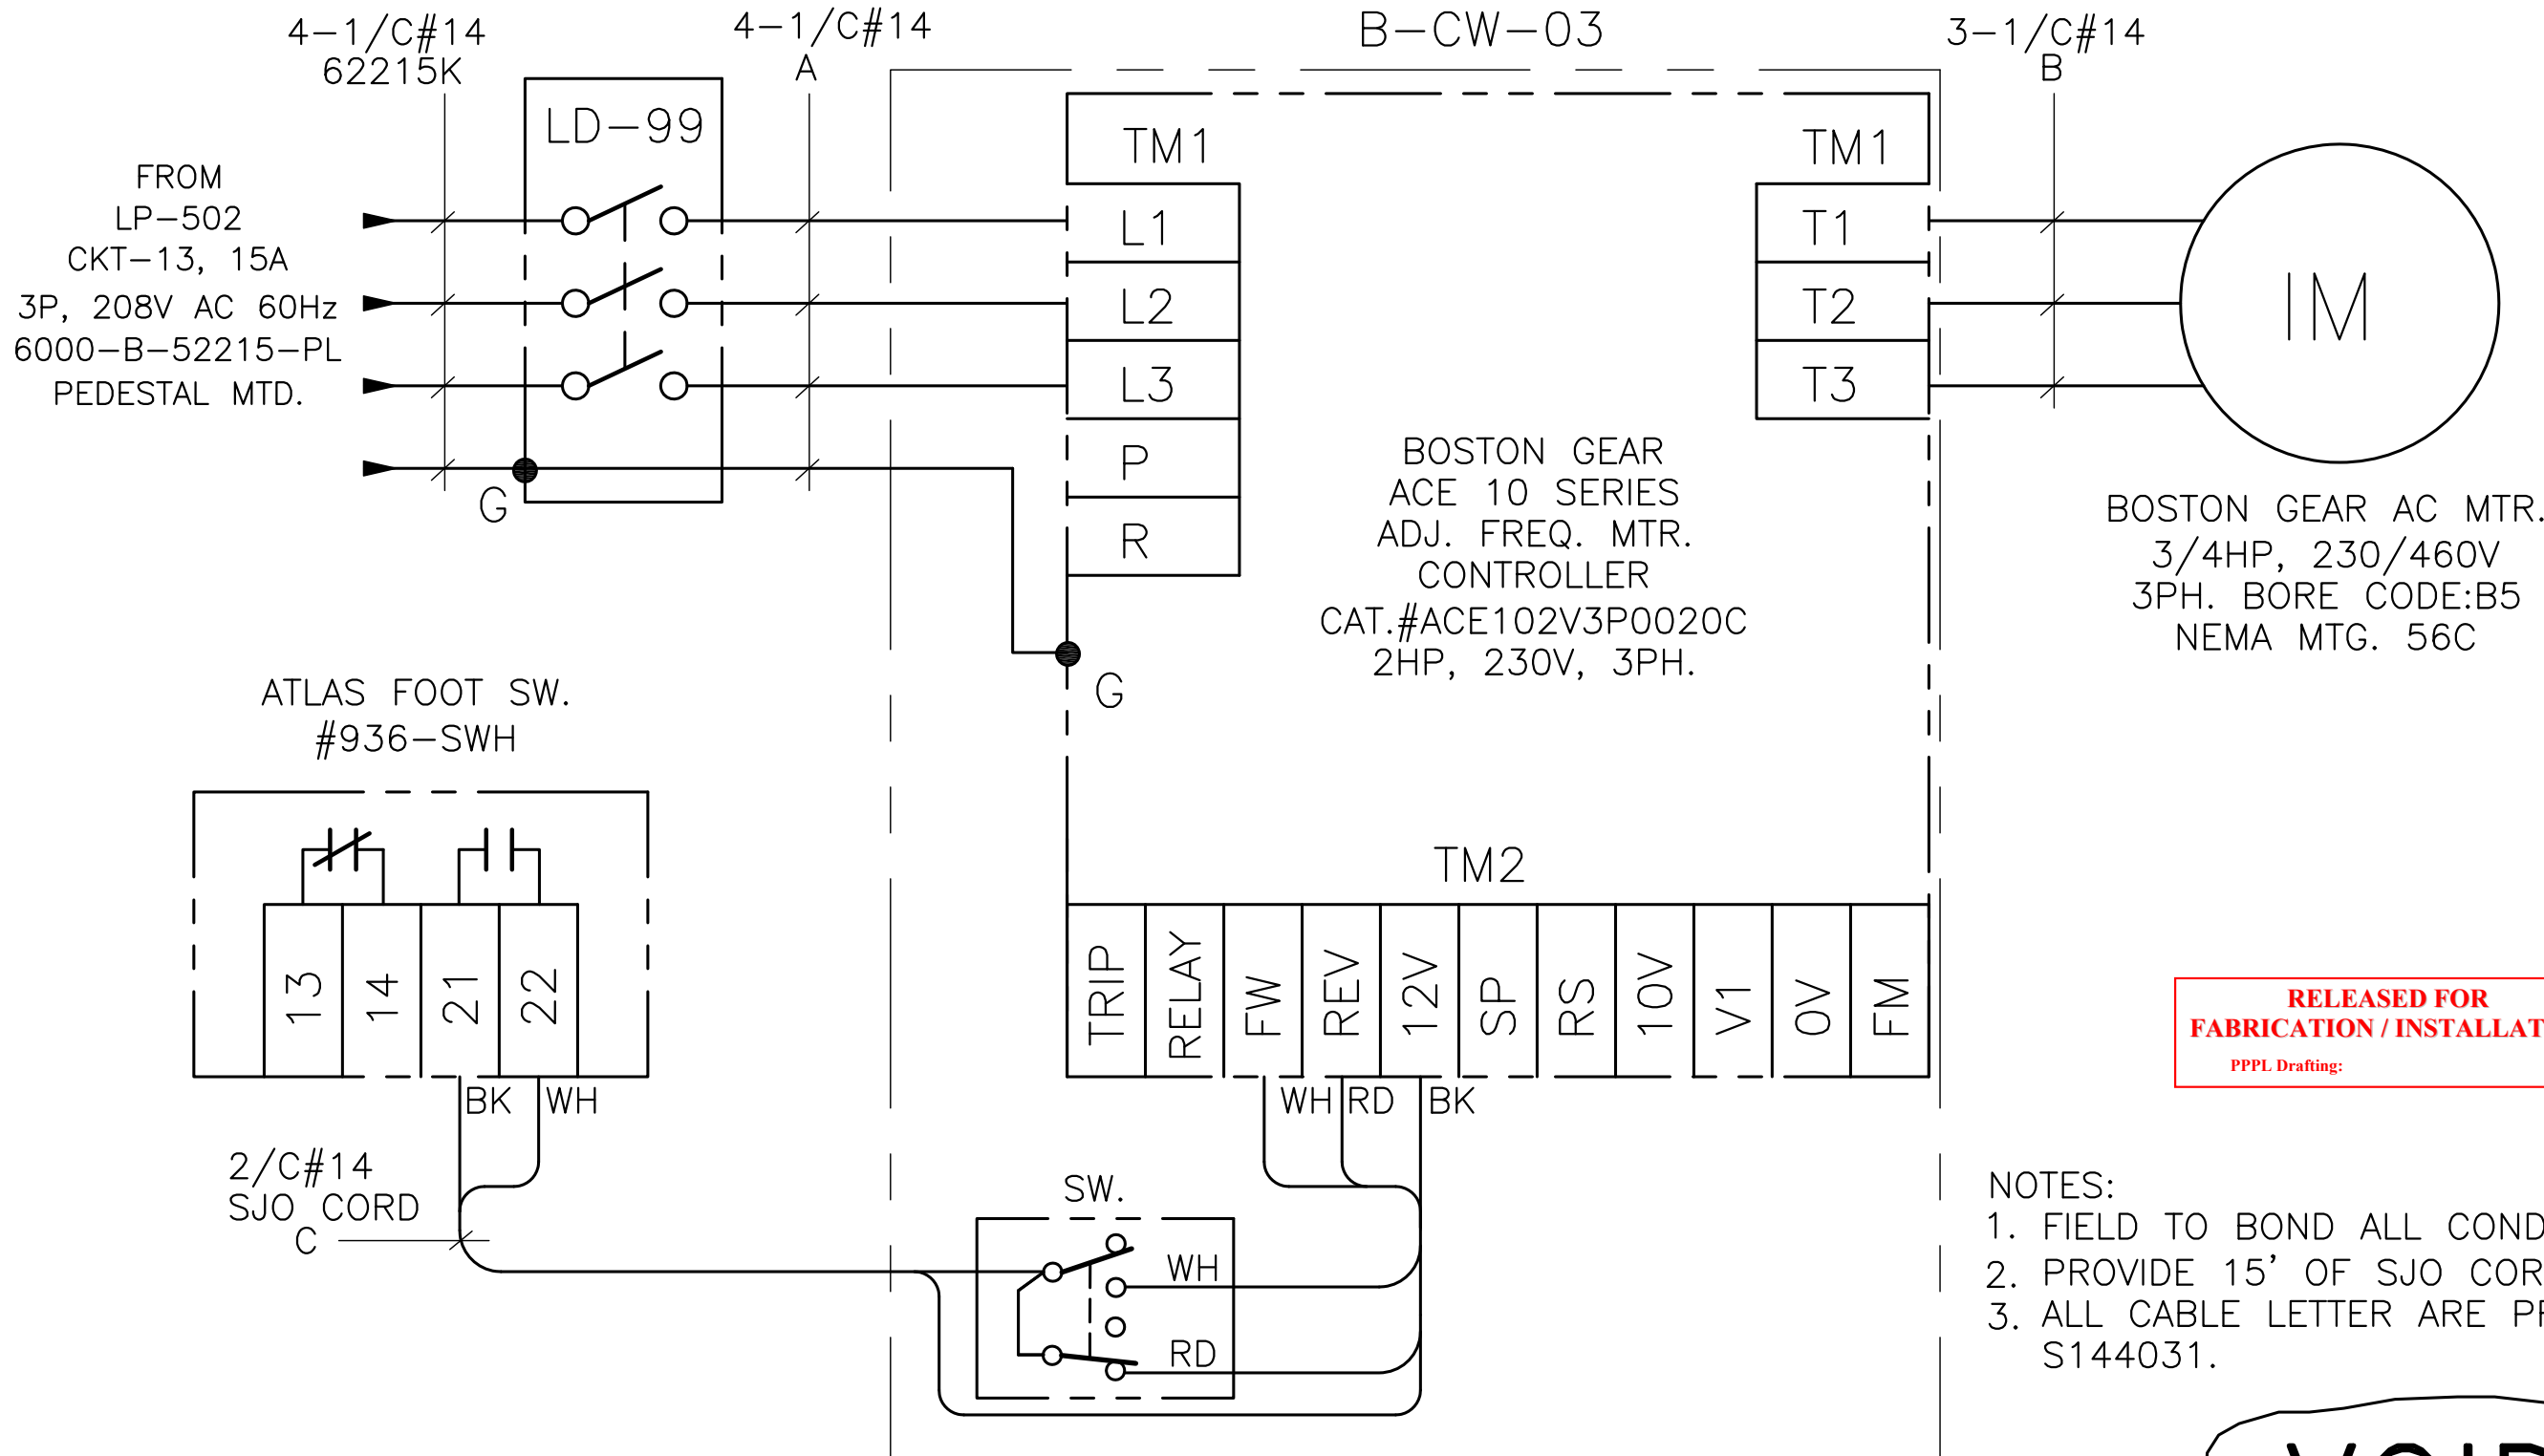 4-1/C#14
62215K
4-1/C#14
A
B-CW-03
3-1/C#14
B
LD-99
FROM
LP-502
CKT-13, 15A
3P, 208V AC 60Hz
6000-B-52215-PL
PEDESTAL MTD.
G
TM1
L1
L2
L3
P
R
G
TM1
T1
T2
T3
IM
BOSTON GEAR
ACE 10 SERIES
ADJ. FREQ. MTR.
CONTROLLER
CAT.#ACE102V3P0020C
2HP, 230V, 3PH.
BOSTON GEAR AC MTR.
3/4HP, 230/460V
3PH. BORE CODE:B5
NEMA MTG. 56C
ATLAS FOOT SW.
#936-SWH
13
14
21
22
BK WH
2/C#14
SJO CORD
C
TM2
TRIP
RELAY
FW
REV
12V
SP
RS
10V
V1
0V
FM
WH RD BK
SW.
WH
RD
RELEASED FOR
FABRICATION / INSTALLAT
PPPL Drafting:
NOTES:
1. FIELD TO BOND ALL COND
2. PROVIDE 15' OF SJO COR
3. ALL CABLE LETTER ARE
S144031.